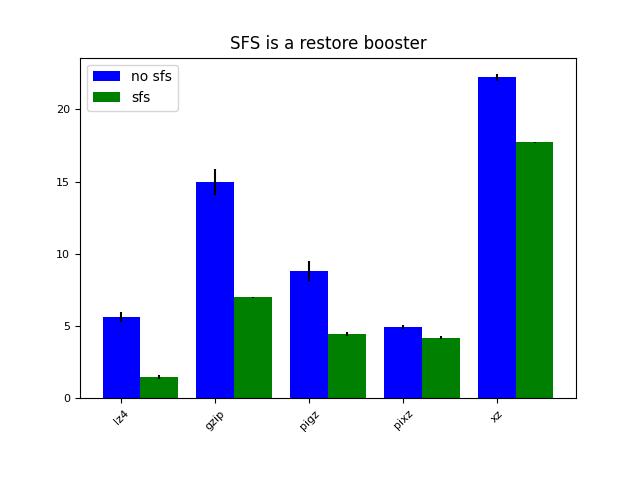 SFS is a restore booster
no sfs
sfs
20
15
10
5
0
lz4
gzip
pigz
pixz
xz